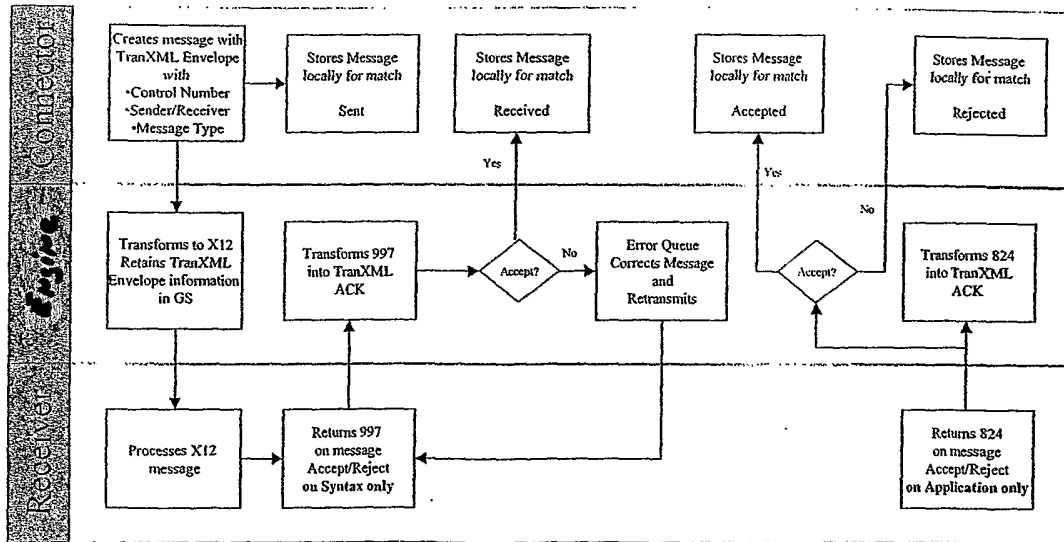 Connector
Creates message with
TranXML Envelope
with
•Control Number
•Sender/Receiver
•Message Type
Stores Message
locally for match
Sent
Stores Message
locally for match
Received
Stores Message
locally for match
Accepted
Stores Message
locally for match
Rejected
Yes
Yes
No
Engine
Transforms to X12
Retains TranXML
Envelope information
in GS
Transforms 997
into TranXML
ACK
Accept?
No
Error Queue
Corrects Message
and
Retransmits
Accept?
Transforms 824
into TranXML
ACK
Receiver
Processes X12
message
Returns 997
on message
Accept/Reject
on Syntax only
Returns 824
on message
Accept/Reject
on Application only